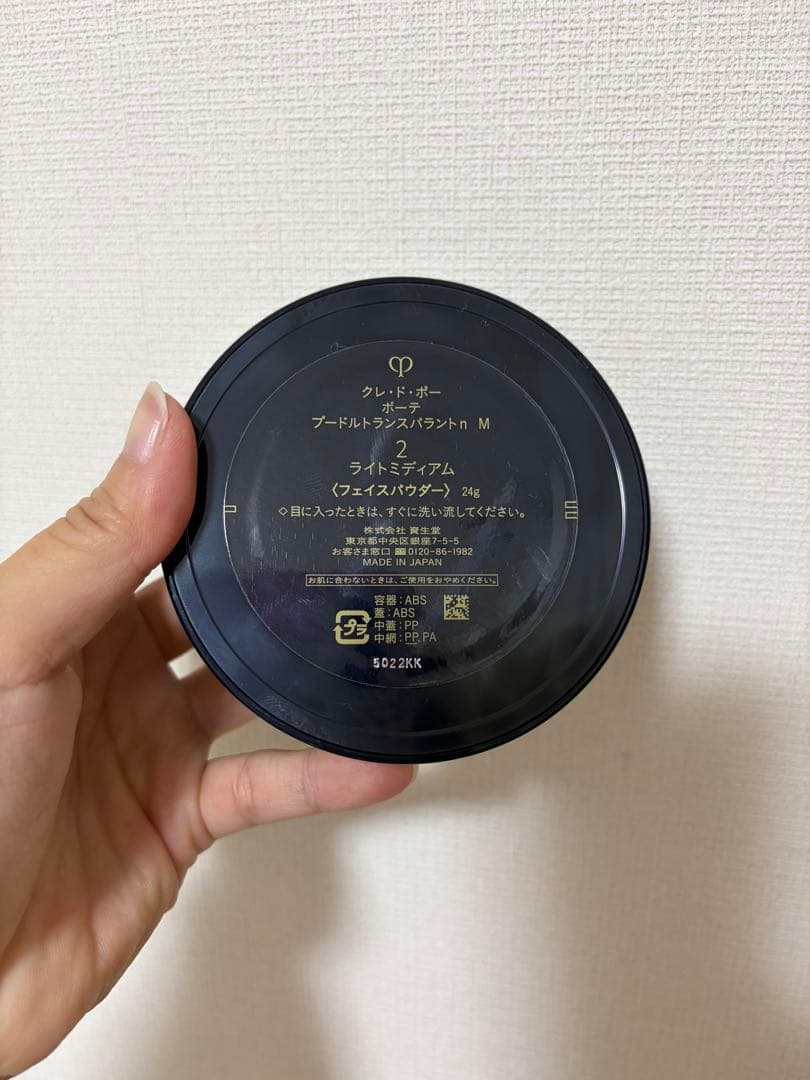 クレ・ド・ポー
ボーテ
プードルトランスパラントn M
2
ライトミディアム
〈フェイスパウダー〉 24g
◇目に入ったときは、すぐに洗い流してください。
株式会社 資生堂
東京都中央区銀座7-5-5
お客さま窓口 ☎0120-86-1982
MADE IN JAPAN
お肌に合わないときは、ご使用をおやめください。
容器:ABS
蓋:ABS
中蓋:PP
プラ
中網:PP, PA
5022KK